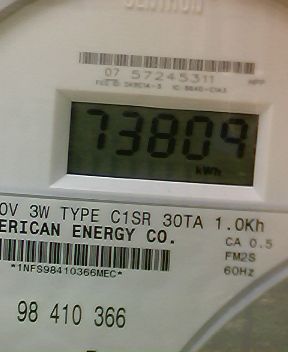 CENTRON
07 57245311
73809
kWh
0V 3W TYPE C1SR 30TA 1.0Kh
ERICAN ENERGY CO.
CA 0.5
FM2S
60Hz
*1NFS98410366MEC*
98 410 366